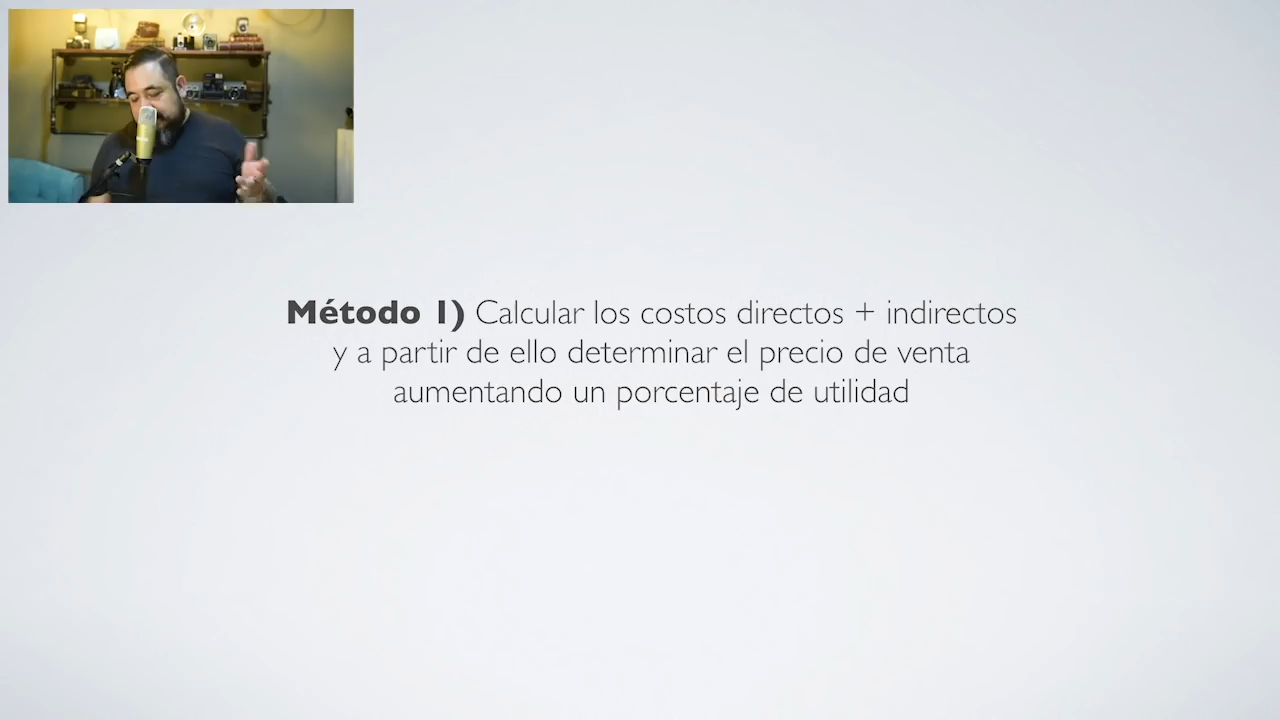 Método 1) Calcular los costos directos + indirectos
y a partir de ello determinar el precio de venta
aumentando un porcentaje de utilidad